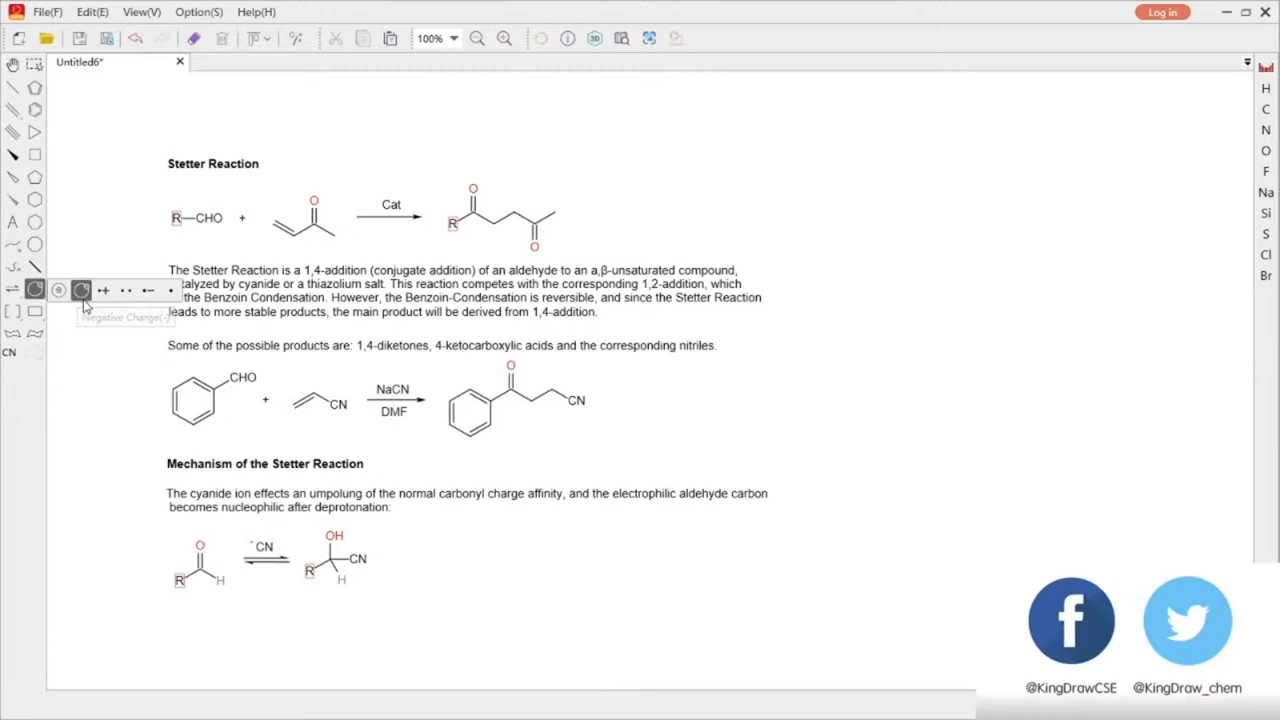 File(F) Edit(E) View(V) Option(S) Help(H) Log in
100%
Untitled6*
H
C
N
O
F
Na
Si
S
Cl
Br
A
CN
Stetter Reaction
R—CHO + O Cat O R O
The Stetter Reaction is a 1,4-addition (conjugate addition) of an aldehyde to an a,β-unsaturated compound,
talyzed by cyanide or a thiazolium salt. This reaction competes with the corresponding 1,2-addition, which
the Benzoin Condensation. However, the Benzoin-Condensation is reversible, and since the Stetter Reaction
leads to more stable products, the main product will be derived from 1,4-addition.
Negative Charge(-)
Some of the possible products are: 1,4-diketones, 4-ketocarboxylic acids and the corresponding nitriles.
CHO + CN NaCN DMF O CN
Mechanism of the Stetter Reaction
The cyanide ion effects an umpolung of the normal carbonyl charge affinity, and the electrophilic aldehyde carbon
becomes nucleophilic after deprotonation:
O R H -CN OH R CN H
@KingDrawCSE @KingDraw_chem